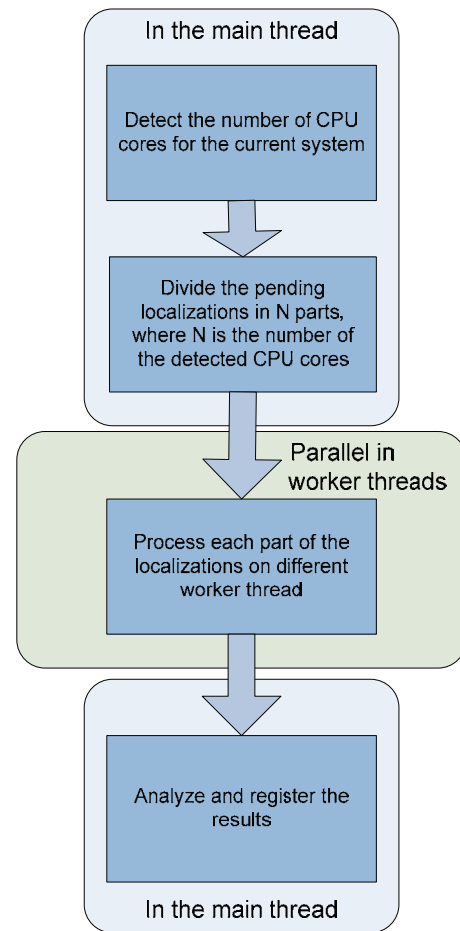 In the main thread
Detect the number of CPU
cores for the current system
Divide the pending
localizations in N parts,
where N is the number of
the detected CPU cores
Parallel in
worker threads
Process each part of the
localizations on different
worker thread
Analyze and register the
results
In the main thread